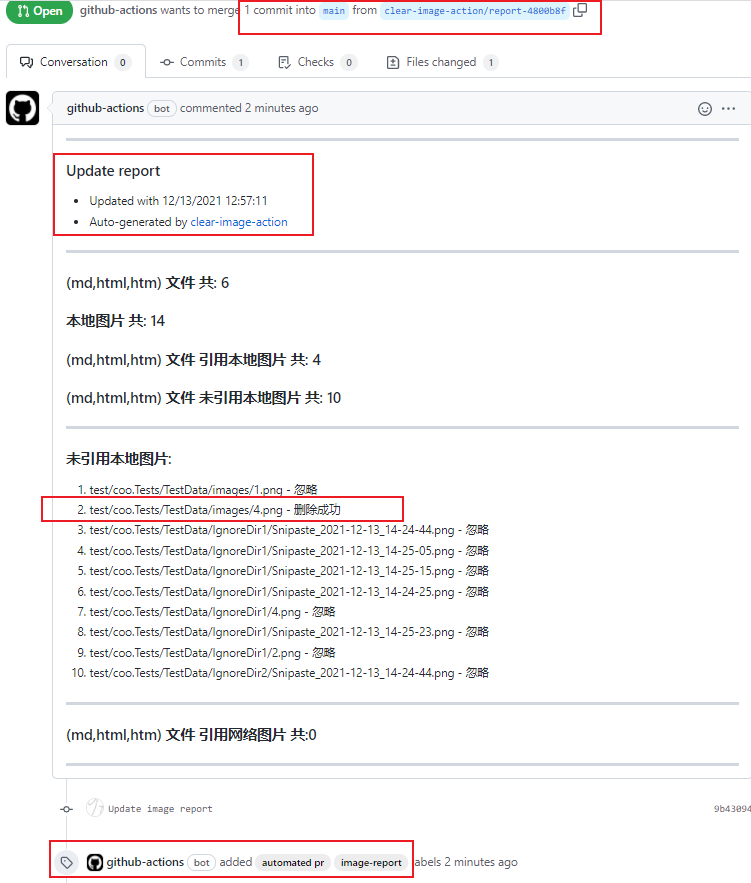 Open github-actions wants to merge 1 commit into main from clear-image-action/report-4800b8f
Conversation 0 Commits 1 Checks 0 Files changed 1
github-actions bot commented 2 minutes ago
Update report
Updated with 12/13/2021 12:57:11
Auto-generated by clear-image-action
(md,html,htm) 文件 共: 6
本地图片 共: 14
(md,html,htm) 文件 引用本地图片 共: 4
(md,html,htm) 文件 未引用本地图片 共: 10
未引用本地图片:
1. test/coo.Tests/TestData/images/1.png - 忽略
2. test/coo.Tests/TestData/images/4.png - 删除成功
3. test/coo.Tests/TestData/IgnoreDir1/Snipaste_2021-12-13_14-24-44.png - 忽略
4. test/coo.Tests/TestData/IgnoreDir1/Snipaste_2021-12-13_14-25-05.png - 忽略
5. test/coo.Tests/TestData/IgnoreDir1/Snipaste_2021-12-13_14-25-15.png - 忽略
6. test/coo.Tests/TestData/IgnoreDir1/Snipaste_2021-12-13_14-24-25.png - 忽略
7. test/coo.Tests/TestData/IgnoreDir1/4.png - 忽略
8. test/coo.Tests/TestData/IgnoreDir1/Snipaste_2021-12-13_14-25-23.png - 忽略
9. test/coo.Tests/TestData/IgnoreDir1/2.png - 忽略
10. test/coo.Tests/TestData/IgnoreDir2/Snipaste_2021-12-13_14-24-44.png - 忽略
(md,html,htm) 文件 引用网络图片 共:0
Update image report 9b43094
github-actions bot added automated pr image-report labels 2 minutes ago